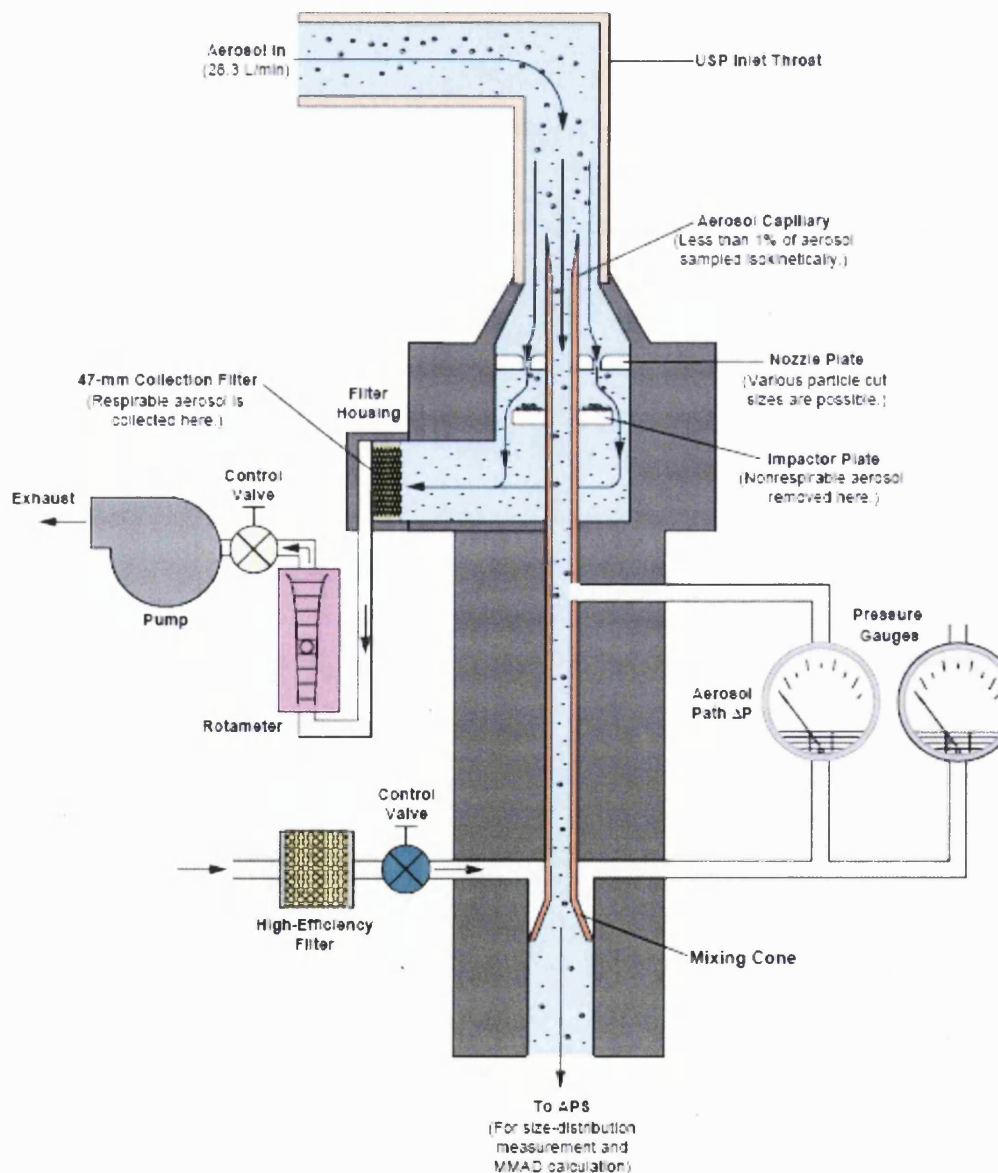 Aerosol In
(28.3 L/min)
USP Inlet Throat
Aerosol Capillary
(Less than 1% of aerosol
sampled isokinetically.)
47-mm Collection Filter
(Respirable aerosol is
collected here.)
Filter
Housing
Nozzle Plate
(Various particle cut
sizes are possible.)
Impactor Plate
(Nonrespirable aerosol
removed here.)
Exhaust
Control
Valve
Pump
Rotameter
Pressure
Gauges
Aerosol
Path ΔP
Control
Valve
High-Efficiency
Filter
Mixing Cone
To APS
(For size-distribution
measurement and
MMAD calculation)